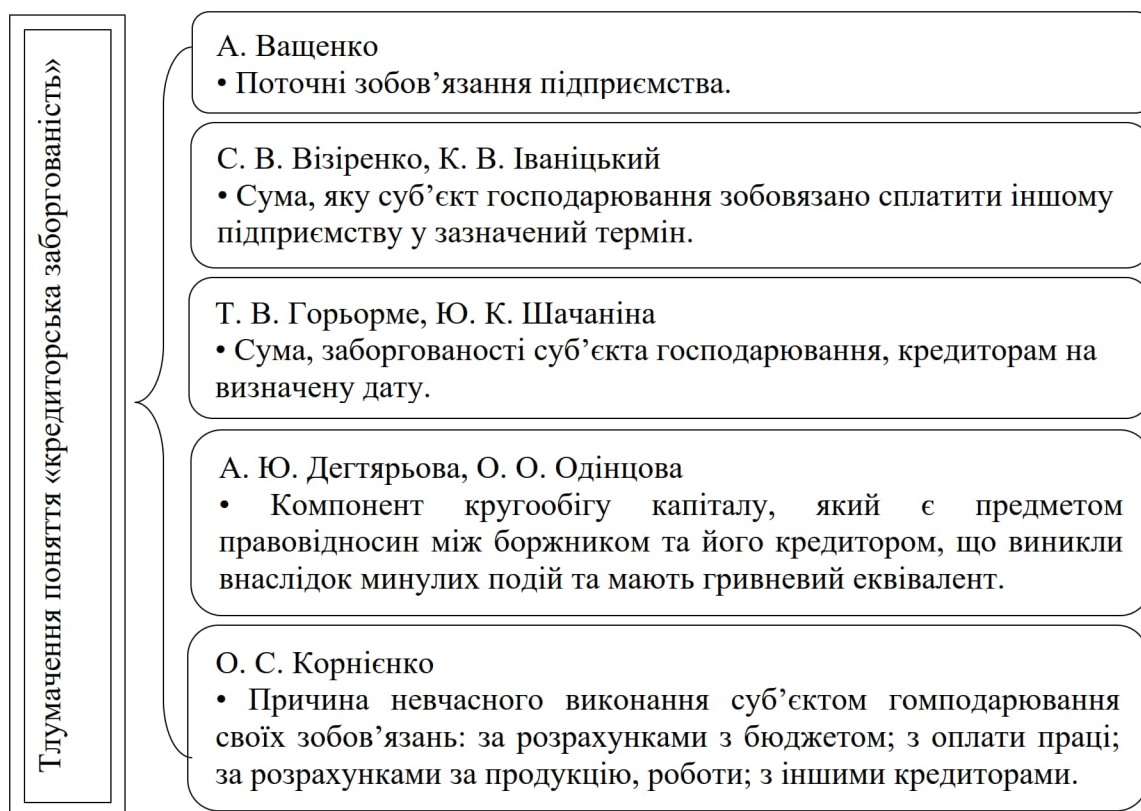 Тлумачення поняття «кредиторська заборгованість»
А. Ващенко
• Поточні зобов’язання підприємства.
С. В. Візіренко, К. В. Іваніцький
• Сума, яку суб’єкт господарювання зобовязано сплатити іншому
підприємству у зазначений термін.
Т. В. Горьорме, Ю. К. Шачаніна
• Сума, заборгованості суб’єкта господарювання, кредиторам на
визначену дату.
А. Ю. Дегтярьова, О. О. Одінцова
• Компонент кругообігу капіталу, який є предметом
правовідносин між боржником та його кредитором, що виникли
внаслідок минулих подій та мають гривневий еквівалент.
О. С. Корнієнко
• Причина невчасного виконання суб’єктом гомподарювання
своїх зобов’язань: за розрахунками з бюджетом; з оплати праці;
за розрахунками за продукцію, роботи; з іншими кредиторами.